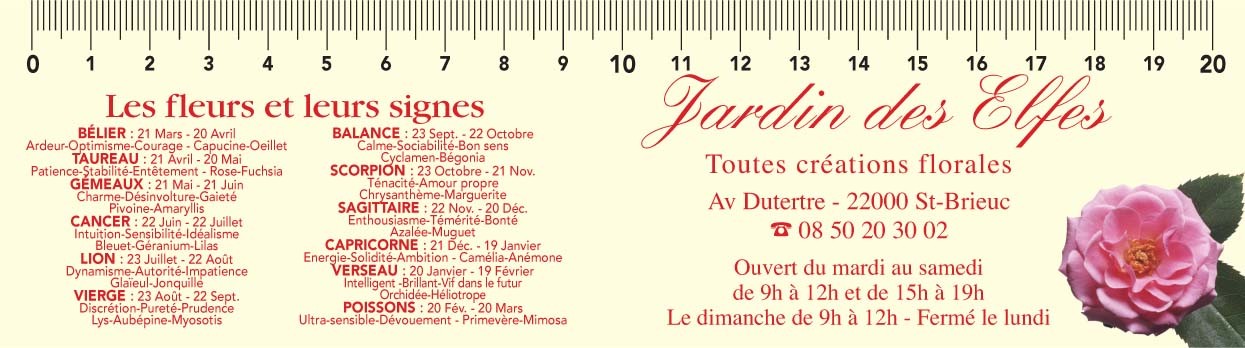 0 1 2 3 4 5 6 7 8 9 10 11 12 13 14 15 16 17 18 19 20
Les fleurs et leurs signes
BÉLIER : 21 Mars - 20 Avril
Ardeur-Optimisme-Courage - Capucine-Oeillet
TAUREAU : 21 Avril - 20 Mai
Patience-Stabilité-Entêtement - Rose-Fuchsia
GÉMEAUX : 21 Mai - 21 Juin
Charme-Désinvolture-Gaieté
Pivoine-Amaryllis
CANCER : 22 Juin - 22 Juillet
Intuition-Sensibilité-Idéalisme
Bleuet-Géranium-Lilas
LION : 23 Juillet - 22 Août
Dynamisme-Autorité-Impatience
Glaïeul-Jonquille
VIERGE : 23 Août - 22 Sept.
Discrétion-Pureté-Prudence
Lys-Aubépine-Myosotis
BALANCE : 23 Sept. - 22 Octobre
Calme-Sociabilité-Bon sens
Cyclamen-Bégonia
SCORPION : 23 Octobre - 21 Nov.
Ténacité-Amour propre
Chrysanthème-Marguerite
SAGITTAIRE : 22 Nov. - 20 Déc.
Enthousiasme-Témérité-Bonté
Azalée-Muguet
CAPRICORNE : 21 Déc. - 19 Janvier
Energie-Solidité-Ambition - Camélia-Anémone
VERSEAU : 20 Janvier - 19 Février
Intelligent -Brillant-Vif dans le futur
Orchidée-Héliotrope
POISSONS : 20 Fév. - 20 Mars
Ultra-sensible-Dévouement - Primevère-Mimosa
Jardin des Elfes
Toutes créations florales
Av Dutertre - 22000 St-Brieuc
☎ 08 50 20 30 02
Ouvert du mardi au samedi
de 9h à 12h et de 15h à 19h
Le dimanche de 9h à 12h - Fermé le lundi